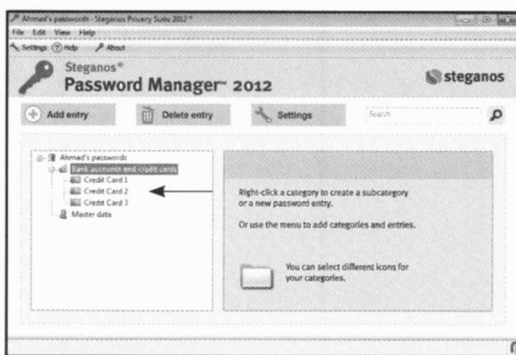 Ahmad's passwords - Steganos Privacy Suite 2012 *
File Edit View Help
Settings Help About
Steganos®
Password Manager™ 2012
steganos
Add entry Delete entry Settings Search
Ahmad's passwords
Bank accounts and credit cards
Credit Card 1
Credit Card 2
Credit Card 3
Master data
Right-click a category to create a subcategory
or a new password entry.
Or use the menu to add categories and entries.
You can select different icons for
your categories.